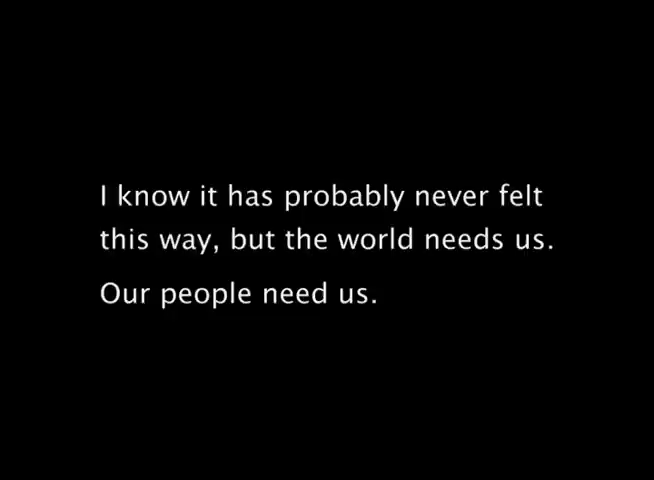 I know it has probably never felt
this way, but the world needs us.
Our people need us.